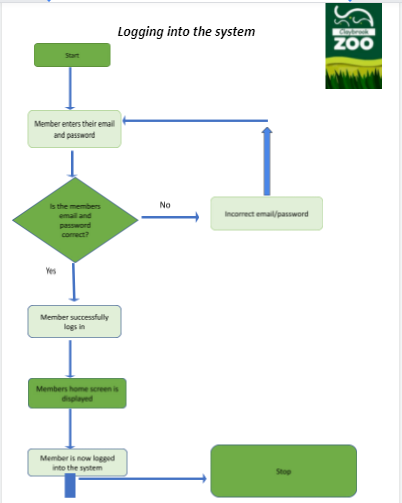 Logging into the system
Claybrook
ZOO
Start
Member enters their email
and password
Is the members
email and
password
correct?
No
Incorrect email/password
Yes
Member successfully
logs in
Members home screen is
displayed
Member is now logged
into the system
Stop